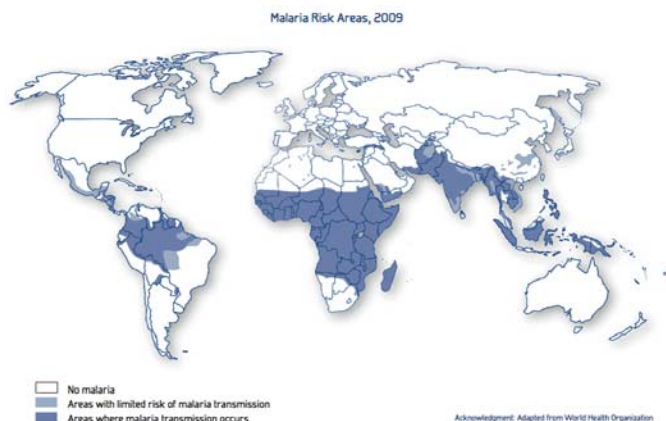 Malaria Risk Areas, 2009
No malaria
Areas with limited risk of malaria transmission
Areas where malaria transmission occurs
Acknowledgment: Adapted from World Health Organization